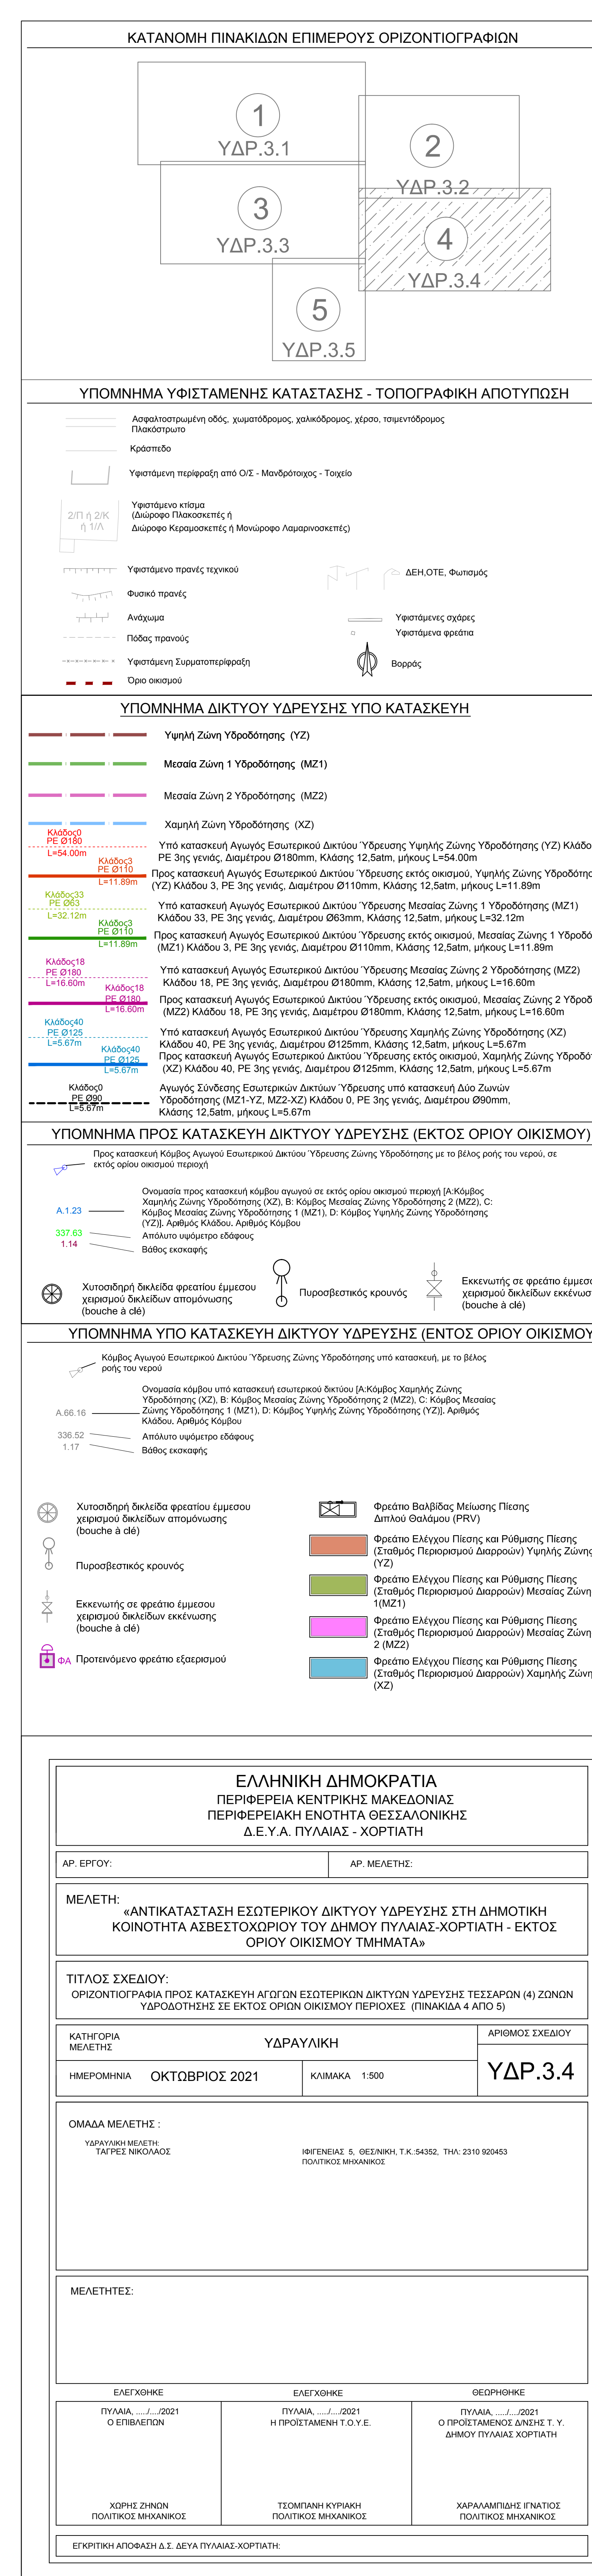 ΚΑΤΑΝΟΜΗ ΠΙΝΑΚΙΔΩΝ ΕΠΙΜΕΡΟΥΣ ΟΡΙΖΟΝΤΙΟΓΡΑΦΙΩΝ
1
ΥΔΡ.3.1
2
ΥΔΡ.3.2
3
ΥΔΡ.3.3
4
ΥΔΡ.3.4
5
ΥΔΡ.3.5
ΥΠΟΜΝΗΜΑ ΥΦΙΣΤΑΜΕΝΗΣ ΚΑΤΑΣΤΑΣΗΣ - ΤΟΠΟΓΡΑΦΙΚΗ ΑΠΟΤΥΠΩΣΗ
Ασφαλτοστρωμένη οδός, χωματόδρομος, χαλικόδρομος, χέρσο, τσιμεντόδρομος
Πλακόστρωτο
Κράσπεδο
Υφιστάμενη περίφραξη από Ο/Σ - Μανδρότοιχος - Τοιχείο
2/Π ή 2/Κ
ή 1/Λ
Υφιστάμενο κτίσμα
(Διώροφο Πλακοσκεπές ή
Διώροφο Κεραμοσκεπές ή Μονώροφο Λαμαρινοσκεπές)
Υφιστάμενο πρανές τεχνικού
ΔΕΗ,ΟΤΕ, Φωτισμός
Φυσικό πρανές
Ανάχωμα
Υφιστάμενες σχάρες
Πόδας πρανούς
Υφιστάμενα φρεάτια
Υφιστάμενη Συρματοπερίφραξη
Βορράς
Όριο οικισμού
ΥΠΟΜΝΗΜΑ ΔΙΚΤΥΟΥ ΥΔΡΕΥΣΗΣ ΥΠΟ ΚΑΤΑΣΚΕΥΗ
Υψηλή Ζώνη Υδροδότησης (ΥΖ)
Μεσαία Ζώνη 1 Υδροδότησης (ΜΖ1)
Μεσαία Ζώνη 2 Υδροδότησης (ΜΖ2)
Χαμηλή Ζώνη Υδροδότησης (ΧΖ)
Κλάδος0
PE Ø180
L=54.00m
Υπό κατασκευή Αγωγός Εσωτερικού Δικτύου Ύδρευσης Υψηλής Ζώνης Υδροδότησης (ΥΖ) Κλάδο
PE 3ης γενιάς, Διαμέτρου Ø180mm, Κλάσης 12,5atm, μήκους L=54.00m
Κλάδος3
PE Ø110
L=11.89m
Προς κατασκευή Αγωγός Εσωτερικού Δικτύου Ύδρευσης εκτός οικισμού, Υψηλής Ζώνης Υδροδότησ
(ΥΖ) Κλάδου 3, PE 3ης γενιάς, Διαμέτρου Ø110mm, Κλάσης 12,5atm, μήκους L=11.89m
Κλάδος33
PE Ø63
L=32.12m
Υπό κατασκευή Αγωγός Εσωτερικού Δικτύου Ύδρευσης Μεσαίας Ζώνης 1 Υδροδότησης (ΜΖ1)
Κλάδου 33, PE 3ης γενιάς, Διαμέτρου Ø63mm, Κλάσης 12,5atm, μήκους L=32.12m
Κλάδος3
PE Ø110
L=11.89m
Προς κατασκευή Αγωγός Εσωτερικού Δικτύου Ύδρευσης εκτός οικισμού, Μεσαίας Ζώνης 1 Υδροδό
(ΜΖ1) Κλάδου 3, PE 3ης γενιάς, Διαμέτρου Ø110mm, Κλάσης 12,5atm, μήκους L=11.89m
Κλάδος18
PE Ø180
L=16.60m
Υπό κατασκευή Αγωγός Εσωτερικού Δικτύου Ύδρευσης Μεσαίας Ζώνης 2 Υδροδότησης (ΜΖ2)
Κλάδου 18, PE 3ης γενιάς, Διαμέτρου Ø180mm, Κλάσης 12,5atm, μήκους L=16.60m
Κλάδος18
PE Ø180
L=16.60m
Προς κατασκευή Αγωγός Εσωτερικού Δικτύου Ύδρευσης εκτός οικισμού, Μεσαίας Ζώνης 2 Υδροδ
(ΜΖ2) Κλάδου 18, PE 3ης γενιάς, Διαμέτρου Ø180mm, Κλάσης 12,5atm, μήκους L=16.60m
Κλάδος40
PE Ø125
L=5.67m
Υπό κατασκευή Αγωγός Εσωτερικού Δικτύου Ύδρευσης Χαμηλής Ζώνης Υδροδότησης (ΧΖ)
Κλάδου 40, PE 3ης γενιάς, Διαμέτρου Ø125mm, Κλάσης 12,5atm, μήκους L=5.67m
Κλάδος40
PE Ø125
L=5.67m
Προς κατασκευή Αγωγός Εσωτερικού Δικτύου Ύδρευσης εκτός οικισμού, Χαμηλής Ζώνης Υδροδότ
(ΧΖ) Κλάδου 40, PE 3ης γενιάς, Διαμέτρου Ø125mm, Κλάσης 12,5atm, μήκους L=5.67m
Κλάδος0
PE Ø90
L=5.67m
Αγωγός Σύνδεσης Εσωτερικών Δικτύων Ύδρευσης υπό κατασκευή Δύο Ζωνών
Υδροδότησης (ΜΖ1-ΥΖ, ΜΖ2-ΧΖ) Κλάδου 0, PE 3ης γενιάς, Διαμέτρου Ø90mm,
Κλάσης 12,5atm, μήκους L=5.67m
ΥΠΟΜΝΗΜΑ ΠΡΟΣ ΚΑΤΑΣΚΕΥΗ ΔΙΚΤΥΟΥ ΥΔΡΕΥΣΗΣ (ΕΚΤΟΣ ΟΡΙΟΥ ΟΙΚΙΣΜΟΥ)
Προς κατασκευή Κόμβος Αγωγού Εσωτερικού Δικτύου Ύδρευσης Ζώνης Υδροδότησης με το βέλος ροής του νερού, σε
εκτός ορίου οικισμού περιοχή
Α.1.23
Ονομασία προς κατασκευή κόμβου αγωγού σε εκτός ορίου οικισμού περιοχή [Α:Κόμβος
Χαμηλής Ζώνης Υδροδότησης (ΧΖ), Β: Κόμβος Μεσαίας Ζώνης Υδροδότησης 2 (ΜΖ2), C:
Κόμβος Μεσαίας Ζώνης Υδροδότησης 1 (ΜΖ1), D: Κόμβος Υψηλής Ζώνης Υδροδότησης
(ΥΖ)]. Αριθμός Κλάδου. Αριθμός Κόμβου
337.63
Απόλυτο υψόμετρο εδάφους
1.14
Βάθος εκσκαφής
Χυτοσιδηρή δικλείδα φρεατίου έμμεσου
χειρισμού δικλείδων απομόνωσης
(bouche à clé)
Πυροσβεστικός κρουνός
Εκκενωτής σε φρεάτιο έμμεσο
χειρισμού δικλείδων εκκένωσ
(bouche à clé)
ΥΠΟΜΝΗΜΑ ΥΠΟ ΚΑΤΑΣΚΕΥΗ ΔΙΚΤΥΟΥ ΥΔΡΕΥΣΗΣ (ΕΝΤΟΣ ΟΡΙΟΥ ΟΙΚΙΣΜΟΥ
Κόμβος Αγωγού Εσωτερικού Δικτύου Ύδρευσης Ζώνης Υδροδότησης υπό κατασκευή, με το βέλος
ροής του νερού
Α.66.16
Ονομασία κόμβου υπό κατασκευή εσωτερικού δικτύου [Α:Κόμβος Χαμηλής Ζώνης
Υδροδότησης (ΧΖ), Β: Κόμβος Μεσαίας Ζώνης Υδροδότησης 2 (ΜΖ2), C: Κόμβος Μεσαίας
Ζώνης Υδροδότησης 1 (ΜΖ1), D: Κόμβος Υψηλής Ζώνης Υδροδότησης (ΥΖ)]. Αριθμός
Κλάδου. Αριθμός Κόμβου
336.52
Απόλυτο υψόμετρο εδάφους
1.17
Βάθος εκσκαφής
Χυτοσιδηρή δικλείδα φρεατίου έμμεσου
χειρισμού δικλείδων απομόνωσης
(bouche à clé)
Πυροσβεστικός κρουνός
Εκκενωτής σε φρεάτιο έμμεσου
χειρισμού δικλείδων εκκένωσης
(bouche à clé)
ΦΑ
Προτεινόμενο φρεάτιο εξαερισμού
Φρεάτιο Βαλβίδας Μείωσης Πίεσης
Διπλού Θαλάμου (PRV)
Φρεάτιο Ελέγχου Πίεσης και Ρύθμισης Πίεσης
(Σταθμός Περιορισμού Διαρροών) Υψηλής Ζώνης
(ΥΖ)
Φρεάτιο Ελέγχου Πίεσης και Ρύθμισης Πίεσης
(Σταθμός Περιορισμού Διαρροών) Μεσαίας Ζώνη
1(ΜΖ1)
Φρεάτιο Ελέγχου Πίεσης και Ρύθμισης Πίεσης
(Σταθμός Περιορισμού Διαρροών) Μεσαίας Ζώνη
2 (ΜΖ2)
Φρεάτιο Ελέγχου Πίεσης και Ρύθμισης Πίεσης
(Σταθμός Περιορισμού Διαρροών) Χαμηλής Ζώνη
(ΧΖ)
ΕΛΛΗΝΙΚΗ ΔΗΜΟΚΡΑΤΙΑ
ΠΕΡΙΦΕΡΕΙΑ ΚΕΝΤΡΙΚΗΣ ΜΑΚΕΔΟΝΙΑΣ
ΠΕΡΙΦΕΡΕΙΑΚΗ ΕΝΟΤΗΤΑ ΘΕΣΣΑΛΟΝΙΚΗΣ
Δ.Ε.Υ.Α. ΠΥΛΑΙΑΣ - ΧΟΡΤΙΑΤΗ
ΑΡ. ΕΡΓΟΥ:
ΑΡ. ΜΕΛΕΤΗΣ:
ΜΕΛΕΤΗ:
«ΑΝΤΙΚΑΤΑΣΤΑΣΗ ΕΣΩΤΕΡΙΚΟΥ ΔΙΚΤΥΟΥ ΥΔΡΕΥΣΗΣ ΣΤΗ ΔΗΜΟΤΙΚΗ
ΚΟΙΝΟΤΗΤΑ ΑΣΒΕΣΤΟΧΩΡΙΟΥ ΤΟΥ ΔΗΜΟΥ ΠΥΛΑΙΑΣ-ΧΟΡΤΙΑΤΗ - ΕΚΤΟΣ
ΟΡΙΟΥ ΟΙΚΙΣΜΟΥ ΤΜΗΜΑΤΑ»
ΤΙΤΛΟΣ ΣΧΕΔΙΟΥ:
ΟΡΙΖΟΝΤΙΟΓΡΑΦΙΑ ΠΡΟΣ ΚΑΤΑΣΚΕΥΗ ΑΓΩΓΩΝ ΕΣΩΤΕΡΙΚΩΝ ΔΙΚΤΥΩΝ ΥΔΡΕΥΣΗΣ ΤΕΣΣΑΡΩΝ (4) ΖΩΝΩΝ
ΥΔΡΟΔΟΤΗΣΗΣ ΣΕ ΕΚΤΟΣ ΟΡΙΩΝ ΟΙΚΙΣΜΟΥ ΠΕΡΙΟΧΕΣ (ΠΙΝΑΚΙΔΑ 4 ΑΠΟ 5)
ΚΑΤΗΓΟΡΙΑ
ΜΕΛΕΤΗΣ
ΥΔΡΑΥΛΙΚΗ
ΑΡΙΘΜΟΣ ΣΧΕΔΙΟΥ
ΥΔΡ.3.4
ΗΜΕΡΟΜΗΝΙΑ
ΟΚΤΩΒΡΙΟΣ 2021
ΚΛΙΜΑΚΑ
1:500
ΟΜΑΔΑ ΜΕΛΕΤΗΣ :
ΥΔΡΑΥΛΙΚΗ ΜΕΛΕΤΗ:
ΤΑΓΡΕΣ ΝΙΚΟΛΑΟΣ
ΙΦΙΓΕΝΕΙΑΣ 5, ΘΕΣ/ΝΙΚΗ, Τ.Κ.:54352, ΤΗΛ: 2310 920453
ΠΟΛΙΤΙΚΟΣ ΜΗΧΑΝΙΚΟΣ
ΜΕΛΕΤΗΤΕΣ:
ΕΛΕΓΧΘΗΚΕ
ΕΛΕΓΧΘΗΚΕ
ΘΕΩΡΗΘΗΚΕ
ΠΥΛΑΙΑ, ...../..../2021
Ο ΕΠΙΒΛΕΠΩΝ
ΧΩΡΗΣ ΖΗΝΩΝ
ΠΟΛΙΤΙΚΟΣ ΜΗΧΑΝΙΚΟΣ
ΠΥΛΑΙΑ, ...../..../2021
Η ΠΡΟΪΣΤΑΜΕΝΗ Τ.Ο.Υ.Ε.
ΤΣΟΜΠΑΝΗ ΚΥΡΙΑΚΗ
ΠΟΛΙΤΙΚΟΣ ΜΗΧΑΝΙΚΟΣ
ΠΥΛΑΙΑ, ...../..../2021
Ο ΠΡΟΪΣΤΑΜΕΝΟΣ Δ/ΝΣΗΣ Τ. Υ.
ΔΗΜΟΥ ΠΥΛΑΙΑΣ ΧΟΡΤΙΑΤΗ
ΧΑΡΑΛΑΜΠΙΔΗΣ ΙΓΝΑΤΙΟΣ
ΠΟΛΙΤΙΚΟΣ ΜΗΧΑΝΙΚΟΣ
ΕΓΚΡΙΤΙΚΗ ΑΠΟΦΑΣΗ Δ.Σ. ΔΕΥΑ ΠΥΛΑΙΑΣ-ΧΟΡΤΙΑΤΗ: